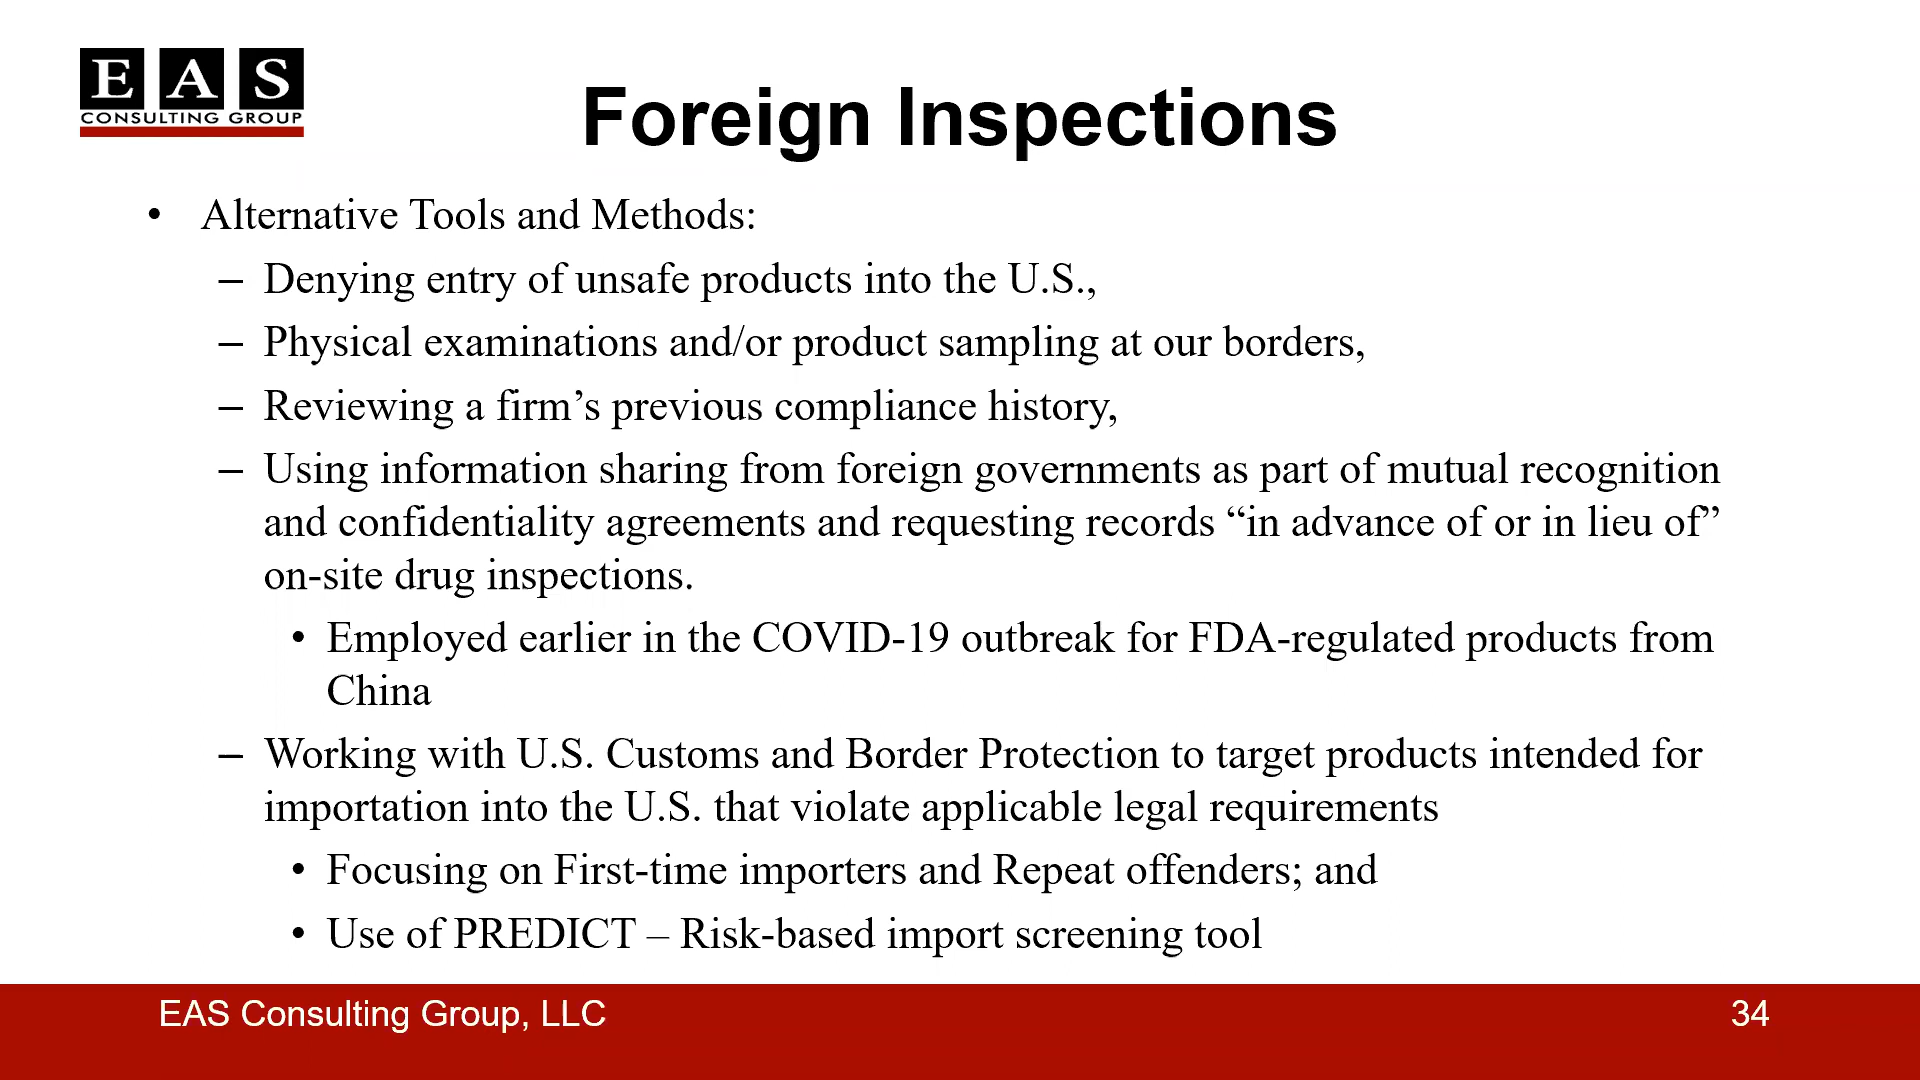 E A S
CONSULTING GROUP
Foreign Inspections
• Alternative Tools and Methods:
– Denying entry of unsafe products into the U.S.,
– Physical examinations and/or product sampling at our borders,
– Reviewing a firm’s previous compliance history,
– Using information sharing from foreign governments as part of mutual recognition
and confidentiality agreements and requesting records “in advance of or in lieu of”
on-site drug inspections.
• Employed earlier in the COVID-19 outbreak for FDA-regulated products from
China
– Working with U.S. Customs and Border Protection to target products intended for
importation into the U.S. that violate applicable legal requirements
• Focusing on First-time importers and Repeat offenders; and
• Use of PREDICT – Risk-based import screening tool
EAS Consulting Group, LLC
34